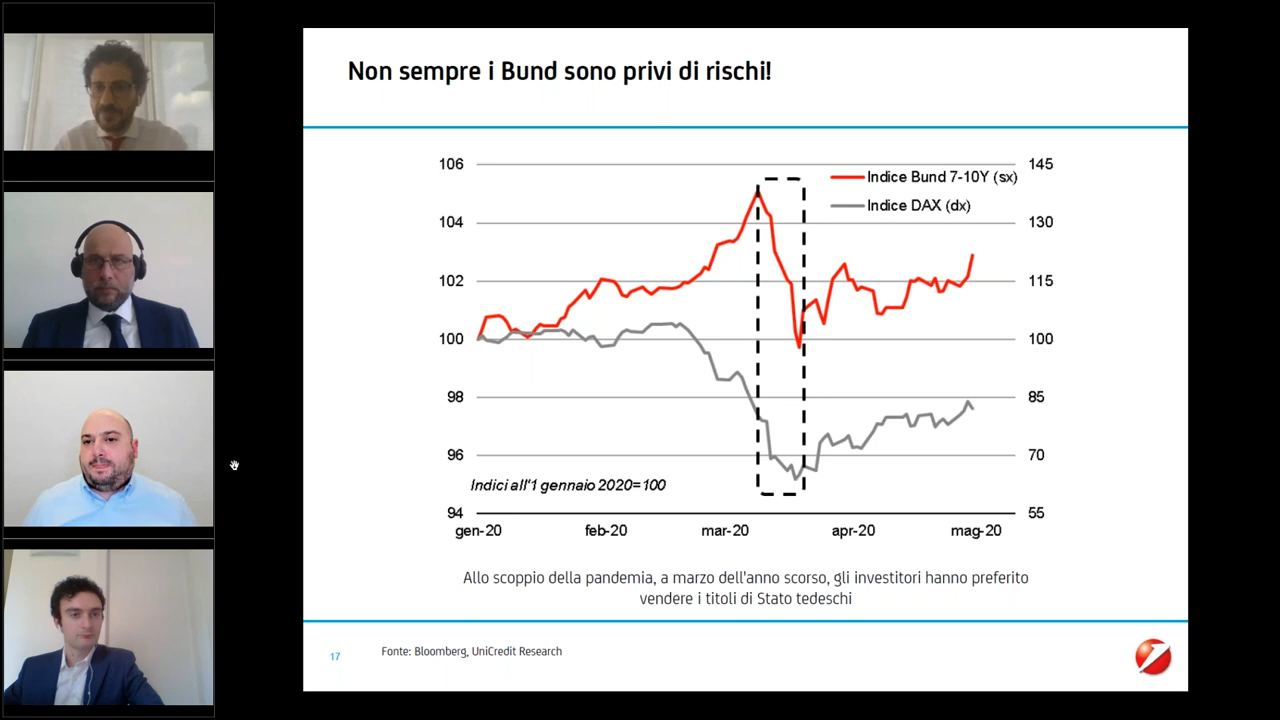 Non sempre i Bund sono privi di rischi!
106
145
Indice Bund 7-10Y (sx)
Indice DAX (dx)
104
130
102
115
100
100
98
85
96
70
Indici all'1 gennaio 2020=100
94
55
gen-20
feb-20
mar-20
apr-20
mag-20
Allo scoppio della pandemia, a marzo dell'anno scorso, gli investitori hanno preferito
vendere i titoli di Stato tedeschi
17
Fonte: Bloomberg, UniCredit Research